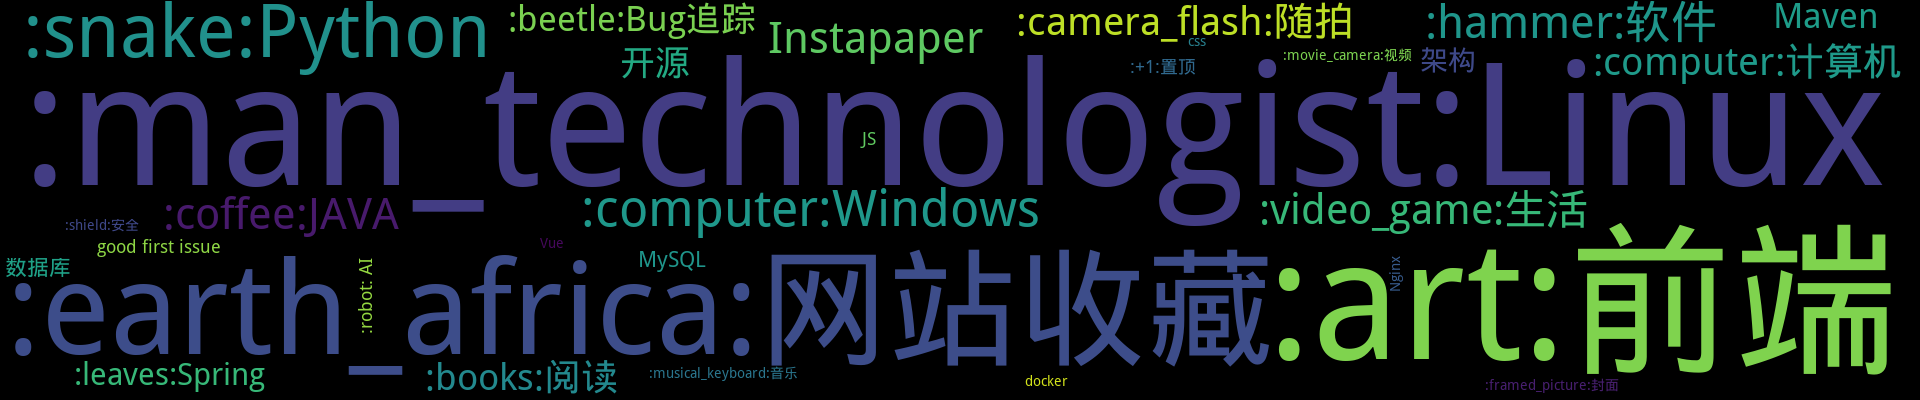 :snake:Python
:beetle:Bug追踪
Instapaper
:camera_flash:随拍
:hammer:软件
Maven
css
开源
:+1:置顶
:movie_camera:视频
架构
:computer:计算机
:man_technologist:Linux
JS
:shield:安全
:coffee:JAVA
:computer:Windows
:video_game:生活
good first issue
Vue
MySQL
数据库
:robot: AI
Nginx
:earth_africa:网站收藏
:art:前端
:leaves:Spring
:books:阅读
:musical_keyboard:音乐
docker
:framed_picture:封面